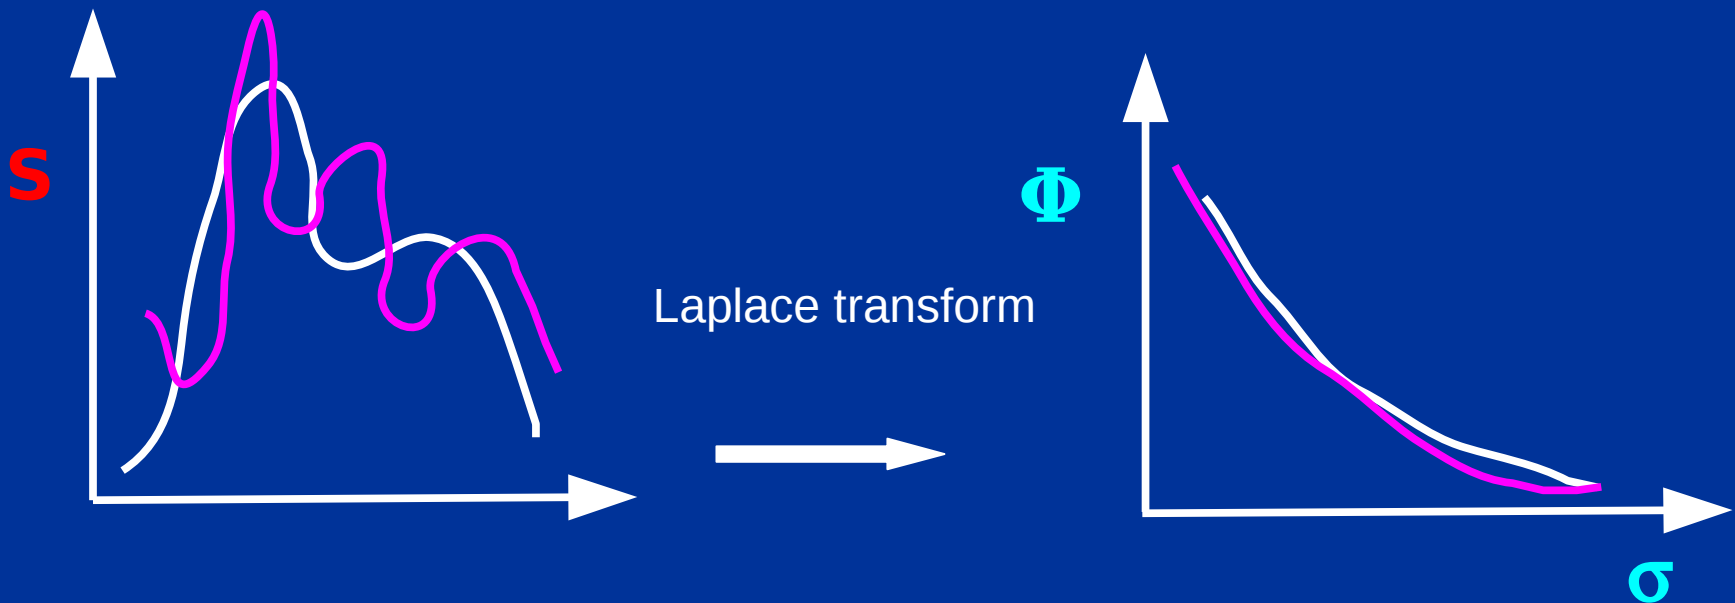 S
Φ
Laplace transform
σ